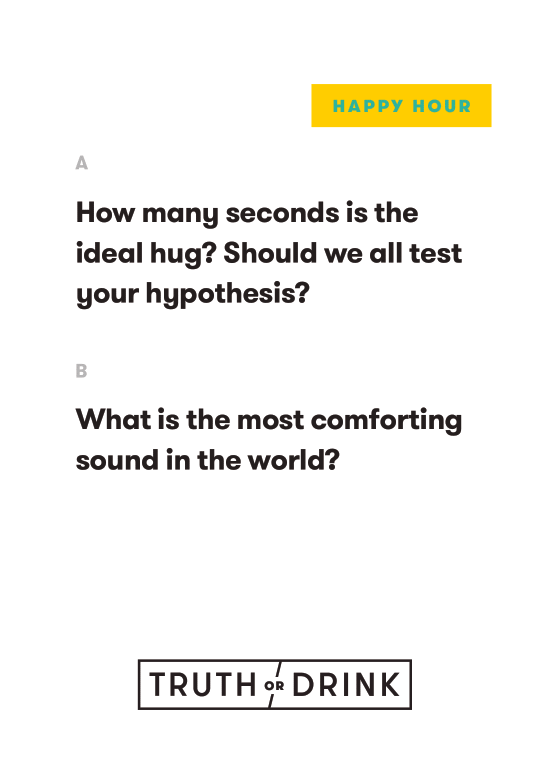 HAPPY HOUR
A
How many seconds is the
ideal hug? Should we all test
your hypothesis?
B
What is the most comforting
sound in the world?
TRUTH OR DRINK